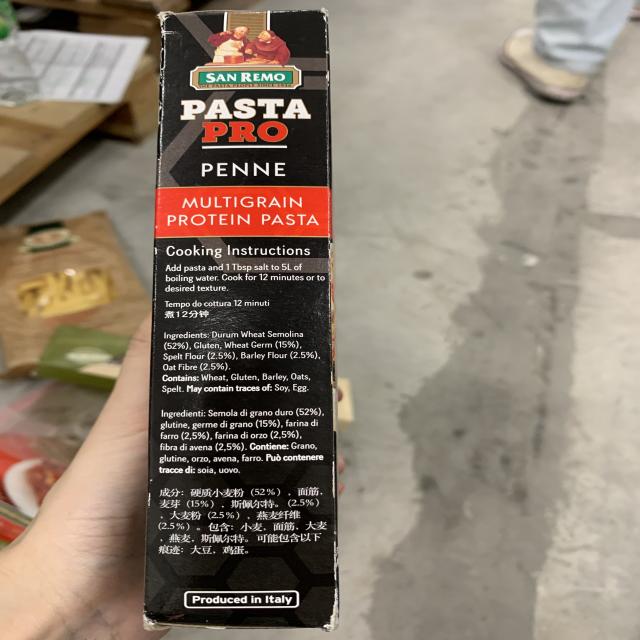 SAN REMO
THE PASTA PEOPLE SINCE 1936
PASTA
PRO
PENNE
MULTIGRAIN
PROTEIN PASTA
Cooking Instructions
Add pasta and 1 Tbsp salt to 5L of
boiling water. Cook for 12 minutes or to
desired texture.
Tempo do cottura 12 minuti
煮12分钟
Ingredients: Durum Wheat Semolina
(52%), Gluten, Wheat Germ (15%),
Spelt Flour (2.5%), Barley Flour (2.5%),
Oat Fibre (2.5%).
Contains: Wheat, Gluten, Barley, Oats,
Spelt. May contain traces of: Soy, Egg.
Ingredienti: Semola di grano duro (52%),
glutine, germe di grano (15%), farina di
farro (2,5%), farina di orzo (2,5%),
fibra di avena (2.5%). Contiene: Grano,
glutine, orzo, avena, farro. Può contenere
tracce di: soia, uovo.
成分：硬质小麦粉（52%）﹑面筋﹑
麦芽（15%）﹑斯佩尔特。（2.5%）
﹑大麦粉（2.5%）﹑燕麦纤维
（2.5%）。包含：小麦﹑面筋﹑大麦
﹑燕麦﹑斯佩尔特。可能包含以下
痕迹：大豆﹑鸡蛋。
Produced in Italy